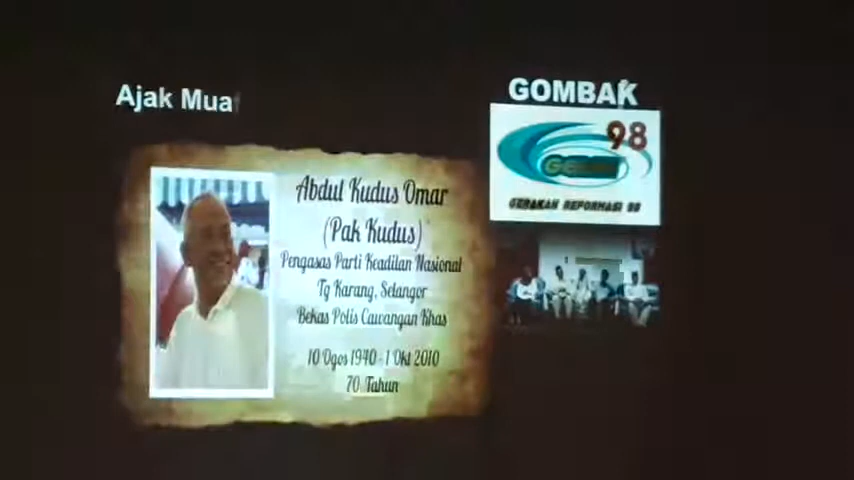 Ajak Mua
GOMBAK
98
GERAKAN REFORMASI 98
Abdul Kudus Omar
(Pak Kudus)
Pengasas Parti Keadilan Nasional
Tg Karang, Selangor
Bekas Polis Cawangan Khas
10 Ogos 1940 - 1 Okt 2010
70 Tahun